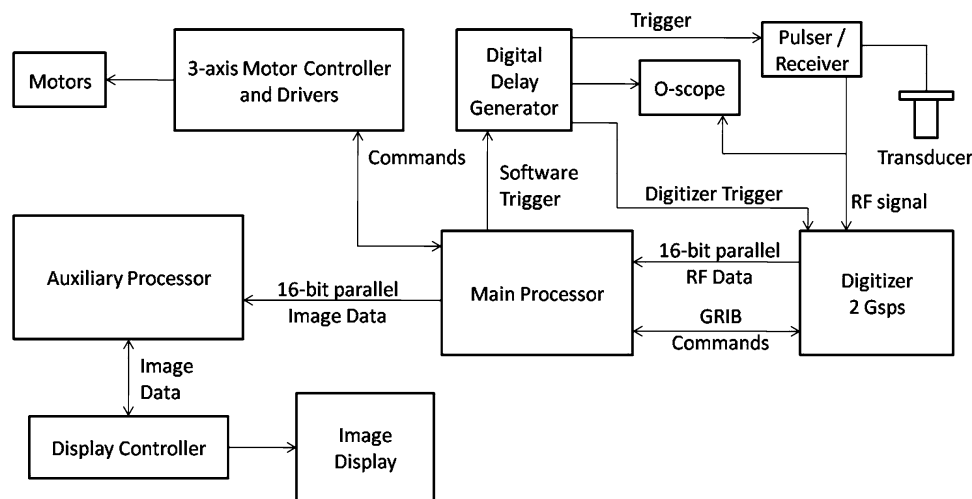 Trigger
Pulser /
Receiver
Motors
3-axis Motor Controller
and Drivers
Digital
Delay
Generator
O-scope
Transducer
Commands
Software
Trigger
Digitizer Trigger
RF signal
Auxiliary Processor
16-bit parallel
Image Data
Main Processor
16-bit parallel
RF Data
GRIB
Commands
Digitizer
2 Gsps
Image
Data
Display Controller
Image
Display